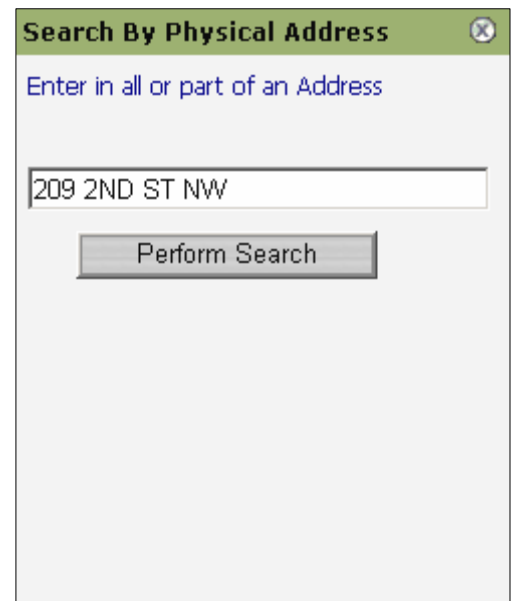 Search By Physical Address
Enter in all or part of an Address
209 2ND ST NW
Perform Search